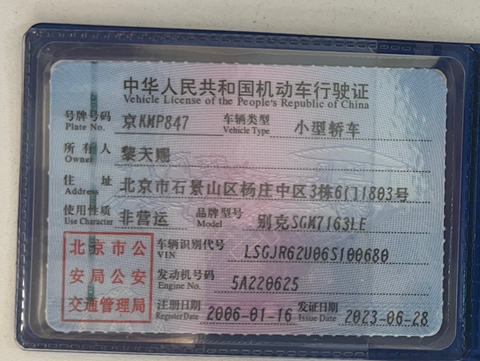 中华人民共和国机动车行驶证
Vehicle License of the People's Republic of China
号牌号码 京KMP847 车辆类型 小型轿车
Plate No. Vehicle Type
所有人 黎天赐
Owner
住址 北京市石景山区杨庄中区3栋6门1803号
Address
使用性质 非营运 品牌型号 别克SGM7163LE
Use Character Model
北京市公
安局公安
交通管理局
车辆识别代号 LSGJR62U06S100680
VIN
发动机号码 5A220625
Engine No.
注册日期 2006-01-16 发证日期 2023-06-28
Register Date Issue Date